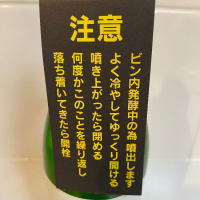 注意
ビン内発酵中の為 噴出します
よく冷やしてゆっくり開ける
噴き上がったら閉める
何度かこのことを繰り返し
落ち着いてきたら開栓